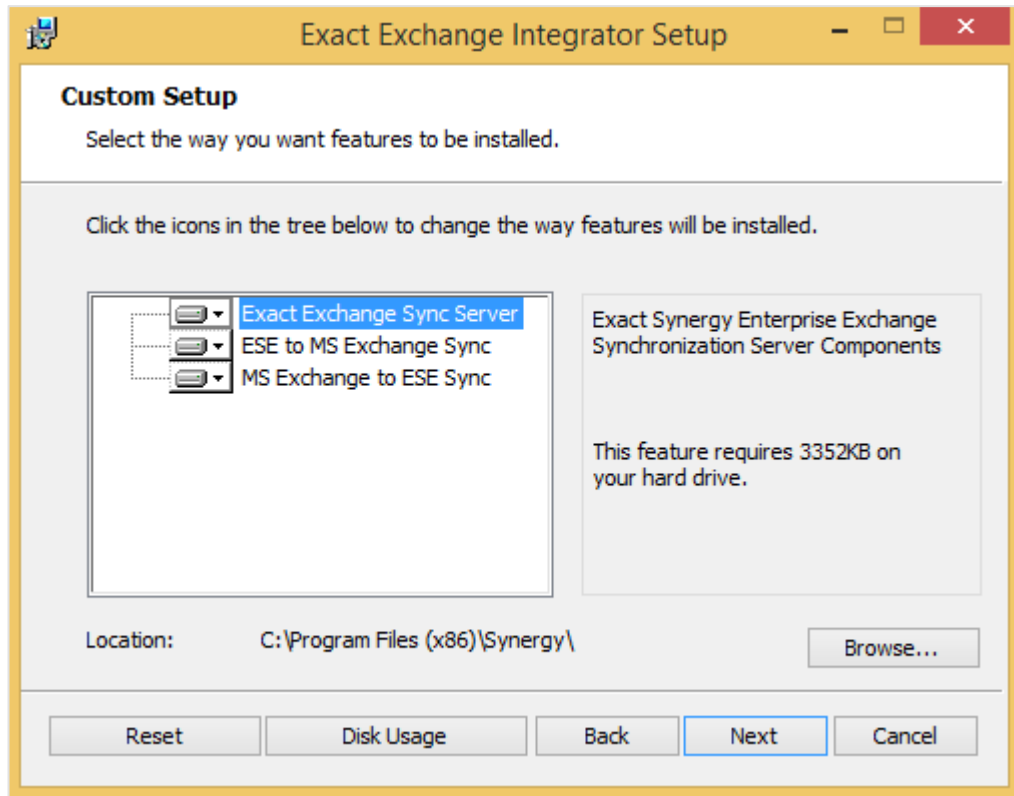 Exact Exchange Integrator Setup
Custom Setup
Select the way you want features to be installed.
Click the icons in the tree below to change the way features will be installed.
Exact Exchange Sync Server
ESE to MS Exchange Sync
MS Exchange to ESE Sync
Exact Synergy Enterprise Exchange
Synchronization Server Components
This feature requires 3352KB on
your hard drive.
Location: C:\Program Files (x86)\Synergy\
Browse...
Reset Disk Usage Back Next Cancel